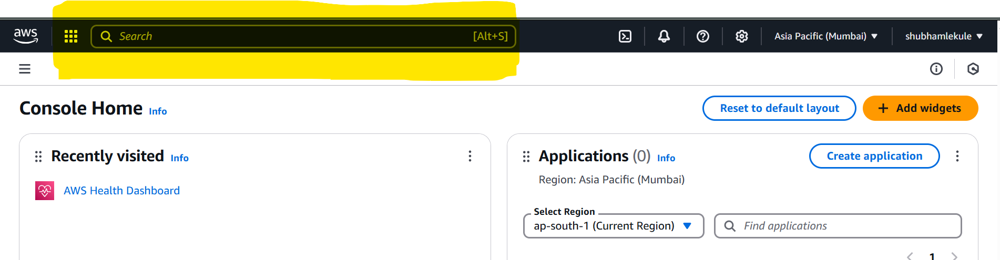 aws Search [Alt+S] Asia Pacific (Mumbai) shubhamlekule
Console Home Info Reset to default layout + Add widgets
Recently visited Info
AWS Health Dashboard
Applications (0) Info Create application
Region: Asia Pacific (Mumbai)
Select Region
ap-south-1 (Current Region) Find applications
1